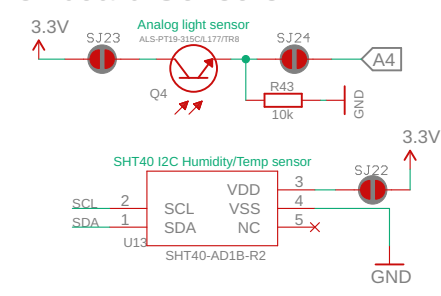 Analog light sensor
ALS-PT19-315C/L177/TR8
3.3V
SJ23
SJ24
A4
Q4
R43
10k
GND
3.3V
SHT40 I2C Humidity/Temp sensor
SJ22
SCL 2 SCL VDD 3
SDA 1 SDA VSS 4
NC 5
U13
SHT40-AD1B-R2
GND